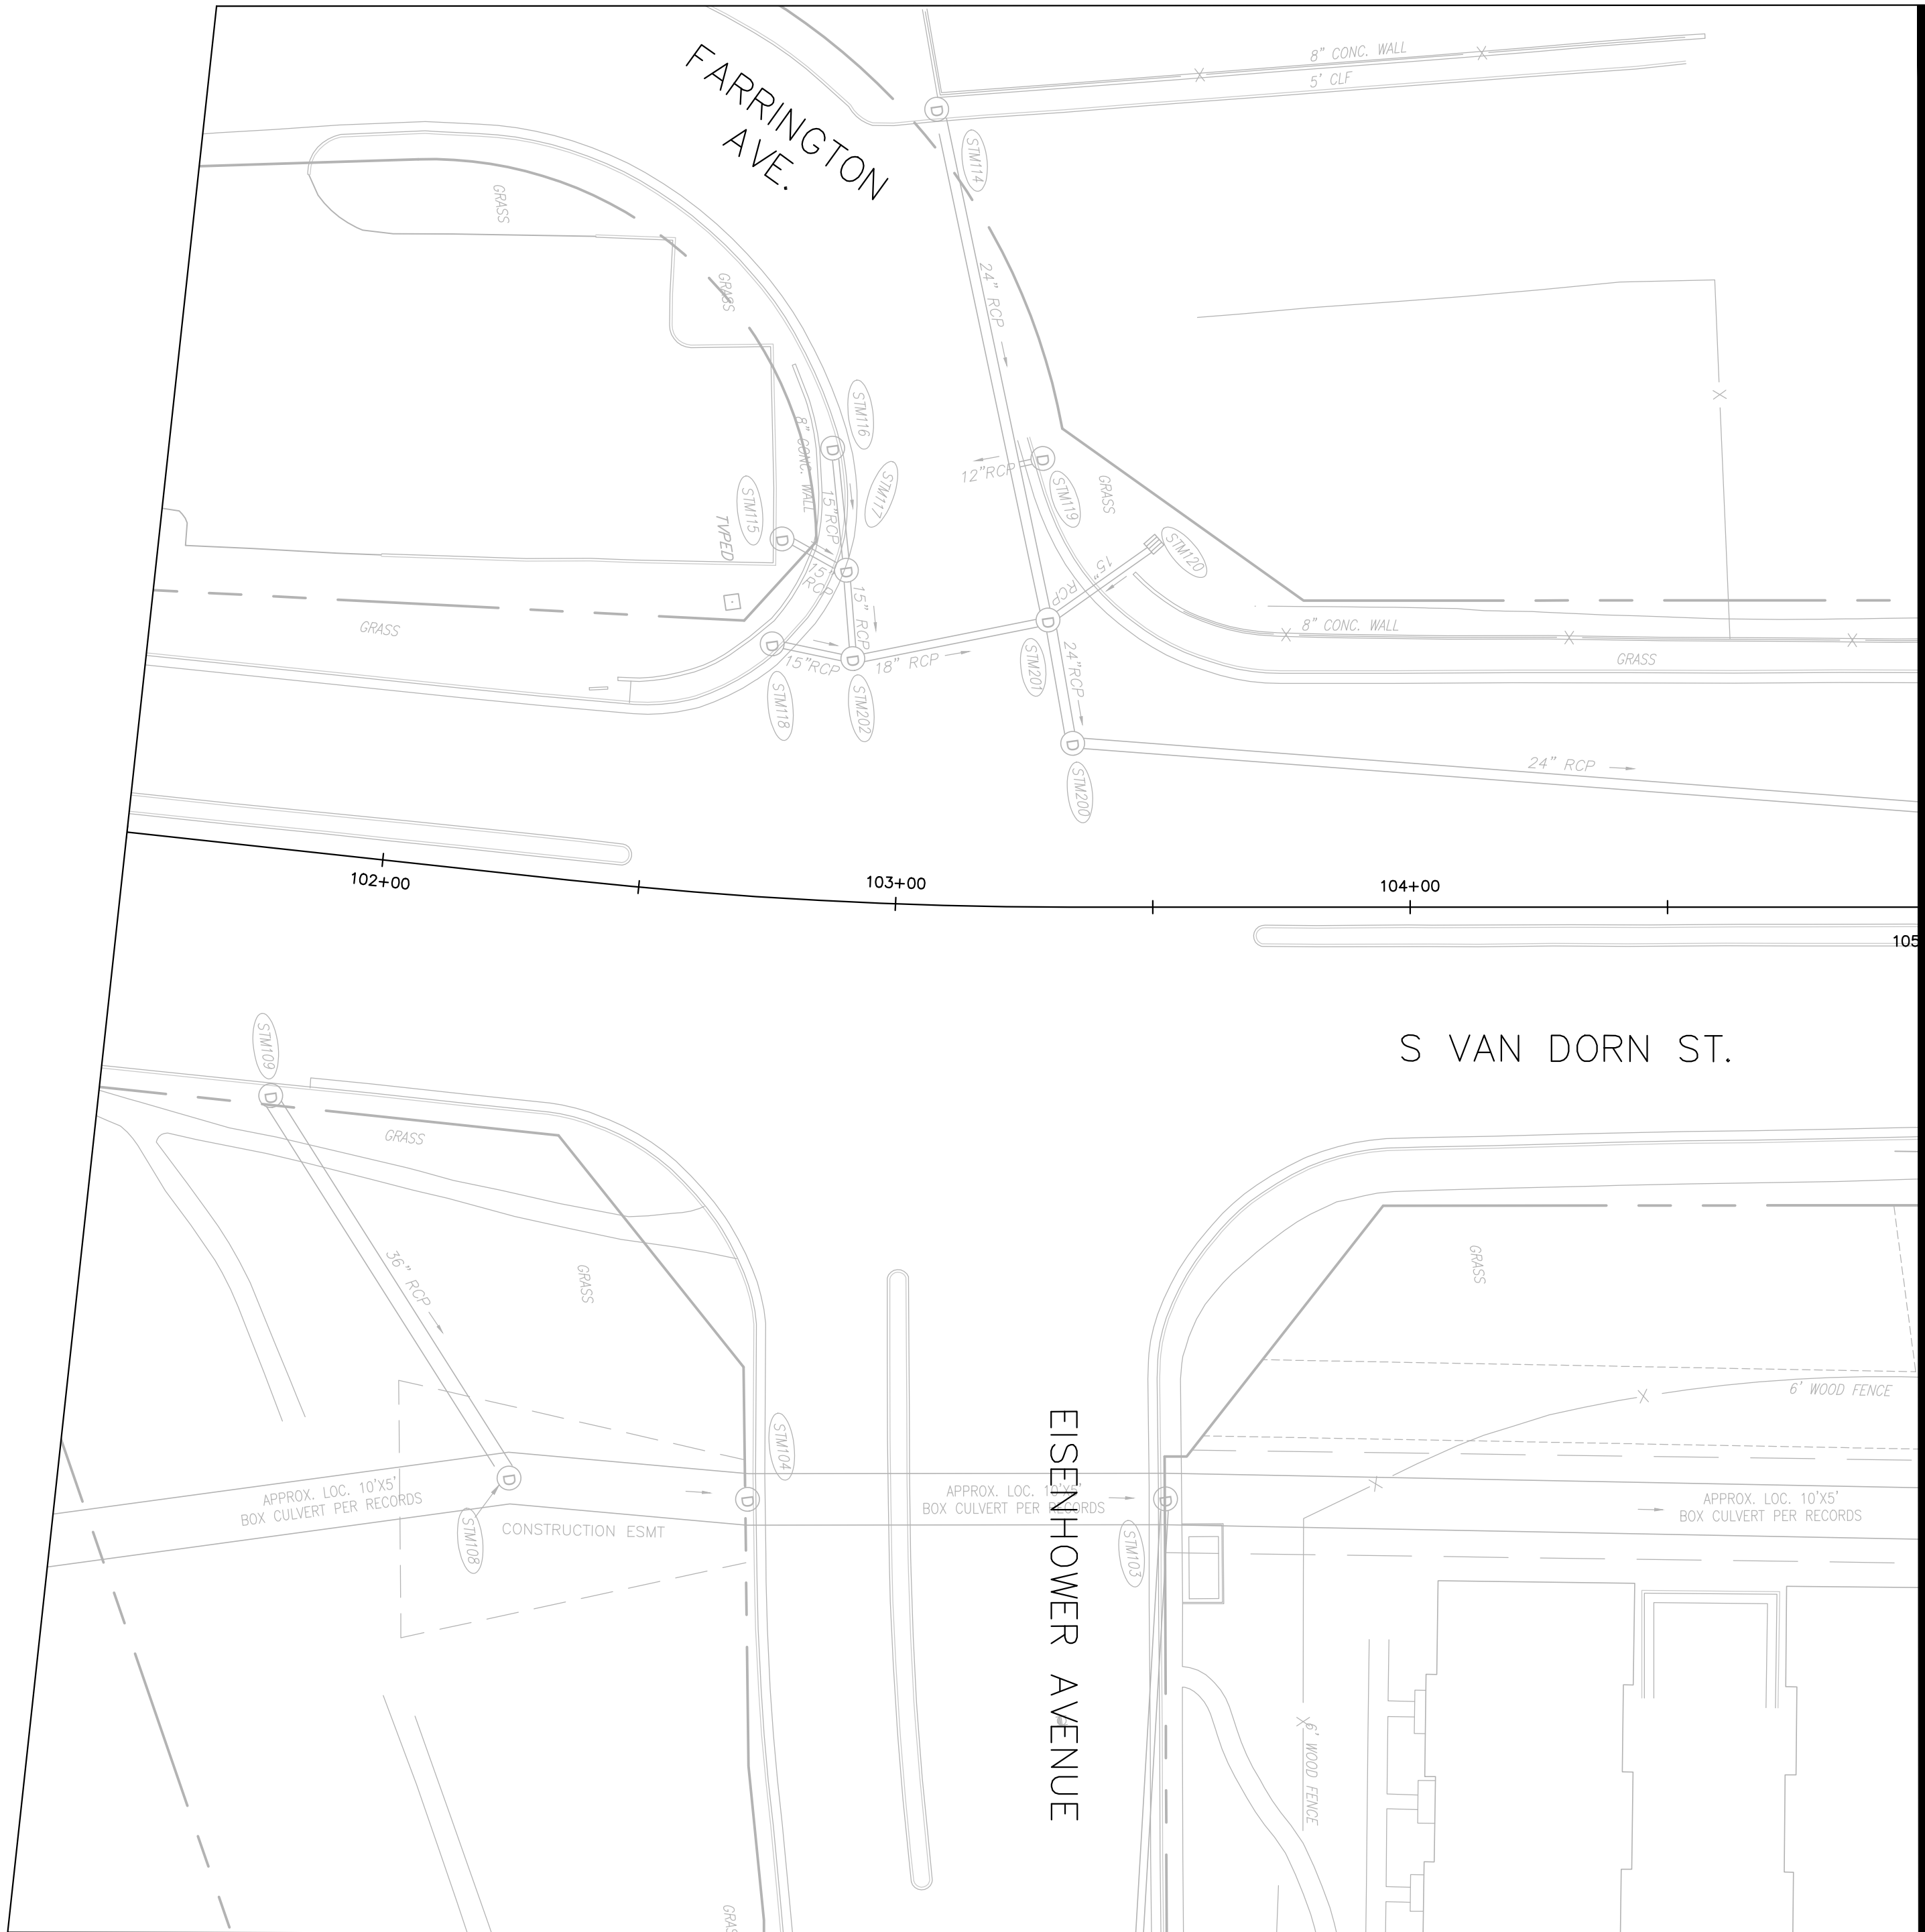 FARRINGTON
AVE.
8" CONC. WALL
5' CLF
D
STM114
GRASS
GRASS
24" RCP
STM116
D
8" CONC. WALL
15"RCP
STM117
STM115
D
TVPED
15"
RCP
D
15" RCP
12"RCP
D
STM119
GRASS
STM120
15"
RCP
D
STM201
24"RCP
8" CONC. WALL
GRASS
GRASS
D
15"RCP
D
18" RCP
STM118
STM202
D
STM200
24" RCP
102+00
103+00
104+00
105
S VAN DORN ST.
STM109
D
GRASS
36" RCP
GRASS
GRASS
6' WOOD FENCE
STM104
D
APPROX. LOC. 10'X5'
BOX CULVERT PER RECORDS
D
STM108
CONSTRUCTION ESMT
APPROX. LOC. 10'X5'
BOX CULVERT PER RECORDS
D
STM103
APPROX. LOC. 10'X5'
BOX CULVERT PER RECORDS
EISENHOWER AVENUE
6' WOOD FENCE
GRASS